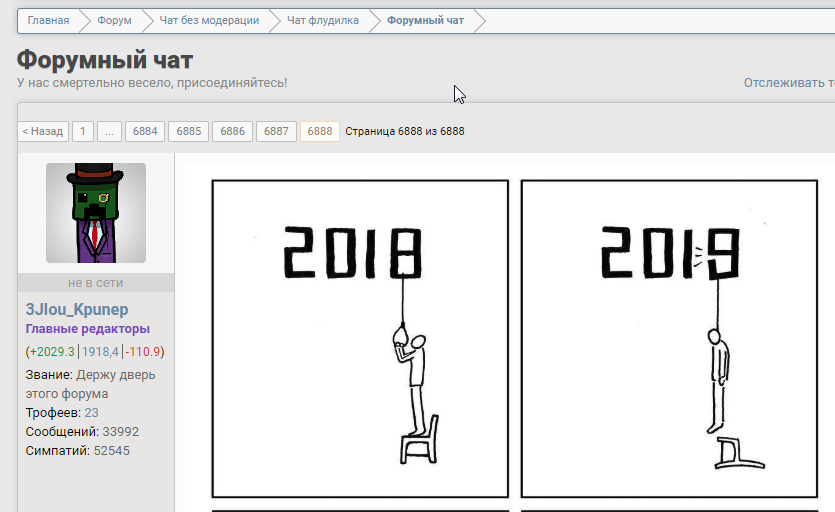 Главная Форум Чат без модерации Чат флудилка Форумный чат
Форумный чат
У нас смертельно весело, присоединяйтесь!
Отслеживать т
< Назад 1 ... 6884 6885 6886 6887 6888 Страница 6888 из 6888
не в сети
3Jlou_Kpunep
Главные редакторы
(+2029.3|1918,4|-110.9)
Звание: Держу дверь
этого форума
Трофеев: 23
Сообщений: 33992
Симпатий: 52545
2018
2019